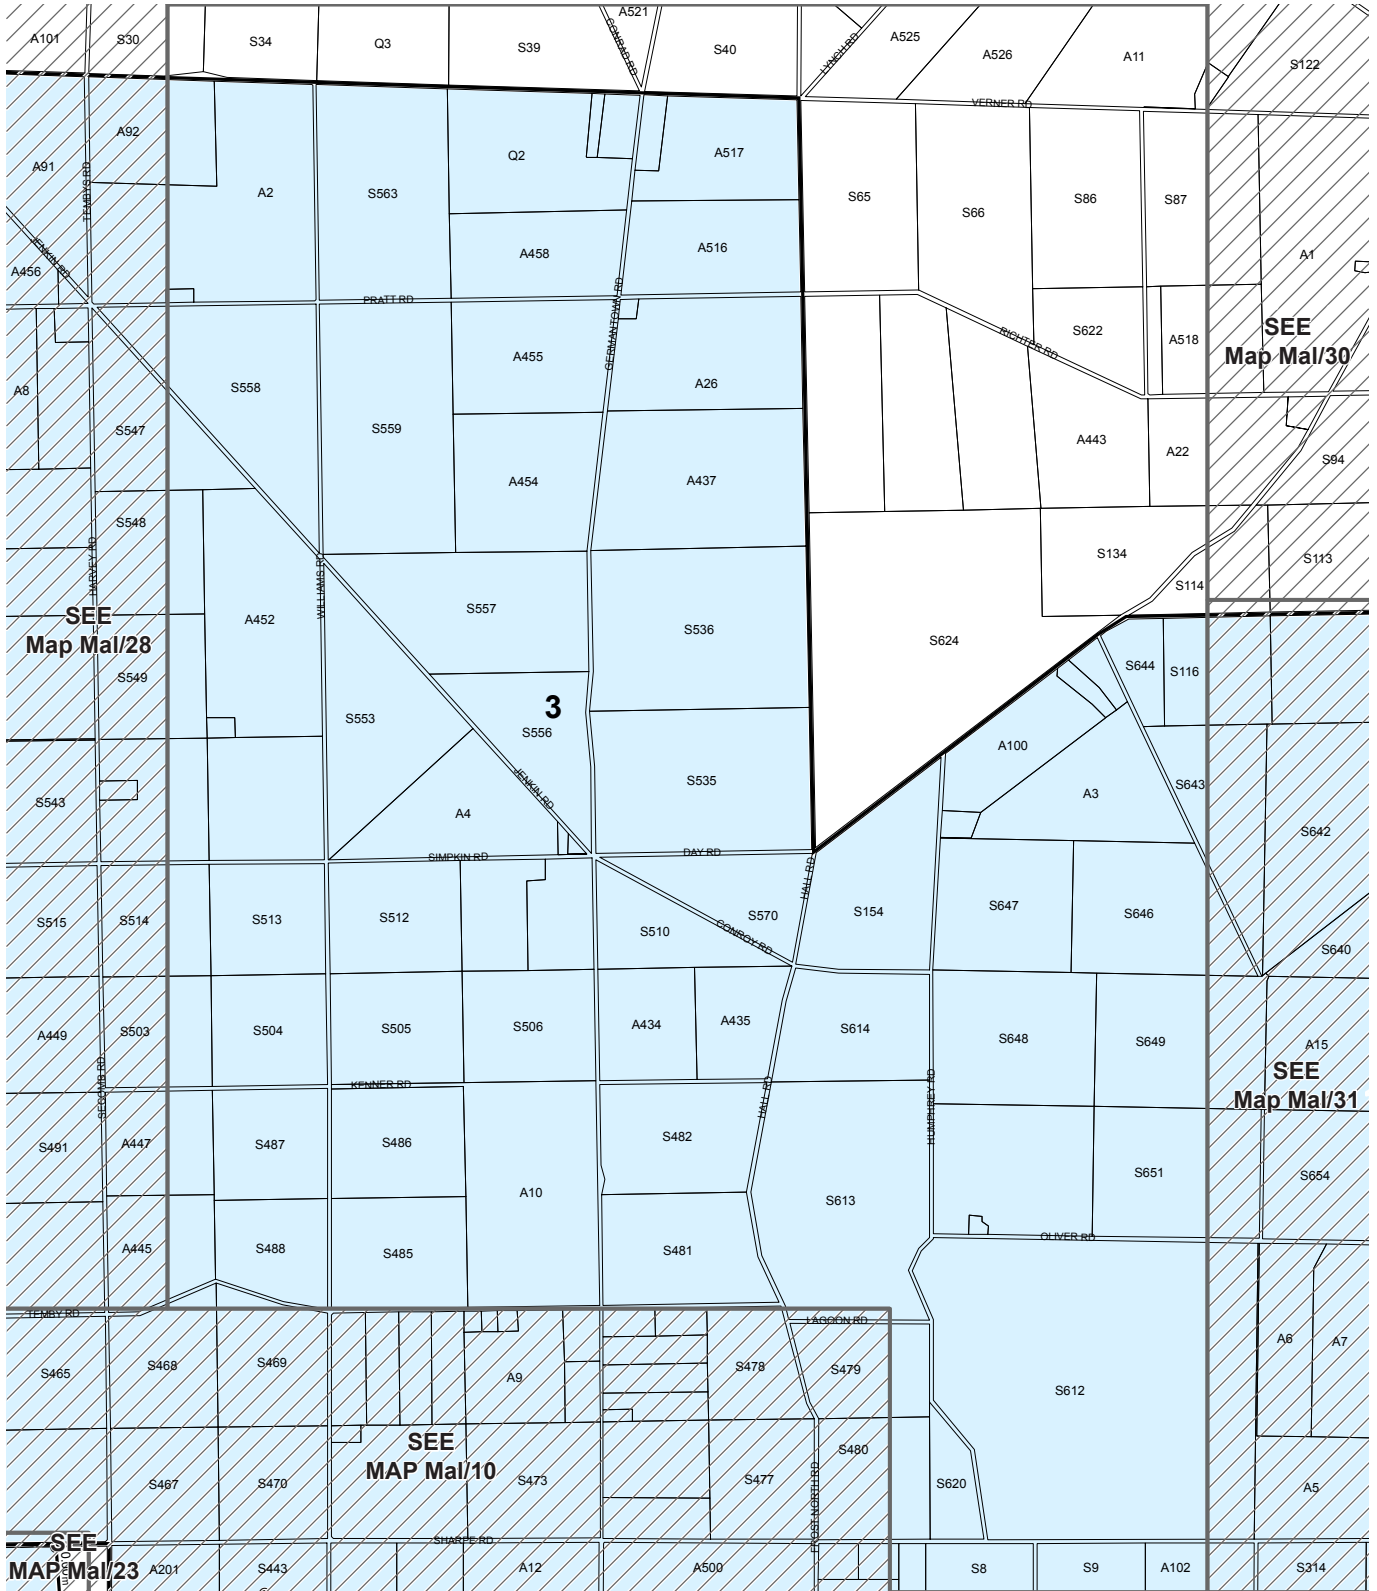 A521
A101
S30
S34
Q3
S39
CONRAD RD
S40
LYNCH RD
A525
A526
A11
S122
VERNER RD
A92
A91
TEMBYS RD
A2
S563
Q2
A517
S65
S66
S86
S87
A458
A516
A1
JENKIN RD
A456
PRATT RD
GERMANTOWN RD
RICHTER RD
S622
A518
SEE
Map Mal/30
A455
A26
A8
S558
S547
S559
A443
A22
S94
A454
A437
S548
HARVEY RD
WILLIAMS RD
S134
S113
S114
SEE
Map Mal/28
A452
S557
S536
S624
S644
S116
S549
S553
3
S556
A100
S535
JENKIN RD
S543
A4
A3
S643
S642
SIMPKIN RD
DAY RD
HALL RD
S515
S514
S513
S512
S510
S570
CONROY RD
S154
S647
S646
S640
A449
S503
S504
S505
S506
A434
A435
S614
S648
S649
A15
SEE
Map Mal/31
SEGOMB RD
KENNER RD
HALL RD
HUMPHREY RD
S491
A447
S487
S486
S482
A10
S613
S651
S654
A445
S488
S485
S481
OLIVER RD
TEMBY RD
LAGOON RD
S465
S468
S469
A9
S478
S479
S612
A6
A7
SEE
MAP Mal/10
S467
S470
S473
S477
S480
S620
A5
FROST NORTH RD
SHARPE RD
SEE
MAP Mal/23
A201
S443
A12
A500
S8
S9
A102
S314